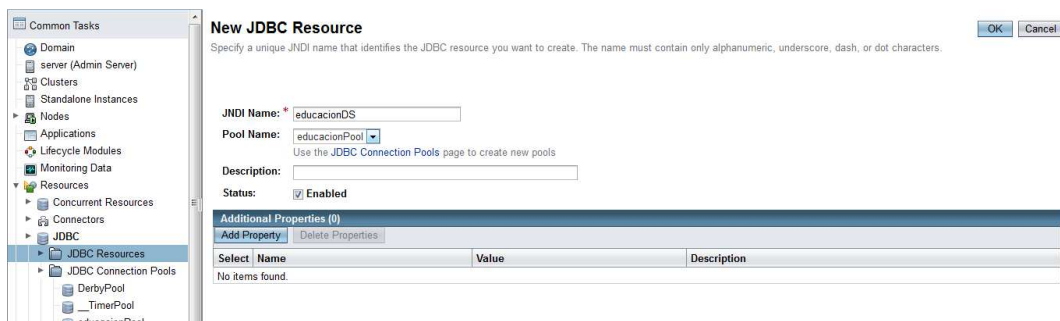 Common Tasks
Domain
server (Admin Server)
Clusters
Standalone Instances
Nodes
Applications
Lifecycle Modules
Monitoring Data
Resources
Concurrent Resources
Connectors
JDBC
JDBC Resources
JDBC Connection Pools
DerbyPool
__TimerPool
New JDBC Resource
OK Cancel
Specify a unique JNDI name that identifies the JDBC resource you want to create. The name must contain only alphanumeric, underscore, dash, or dot characters.
JNDI Name: * educacionDS
Pool Name: educacionPool
Use the JDBC Connection Pools page to create new pools
Description:
Status: Enabled
Additional Properties (0)
Add Property Delete Properties
Select Name Value Description
No items found.